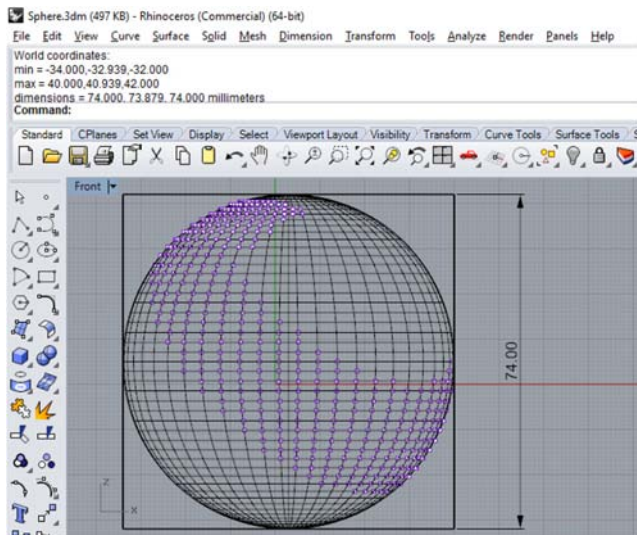 Sphere.3dm (497 KB) - Rhinoceros (Commercial) (64-bit)
File Edit View Curve Surface Solid Mesh Dimension Transform Tools Analyze Render Panels Help
World coordinates:
min = -34.000,-32.939,-32.000
max = 40.000,40.939,42.000
dimensions = 74.000, 73.879, 74.000 millimeters
Command:
Standard CPlanes Set View Display Select Viewport Layout Visibility Transform Curve Tools Surface Tools S
Front
74.00
z
x